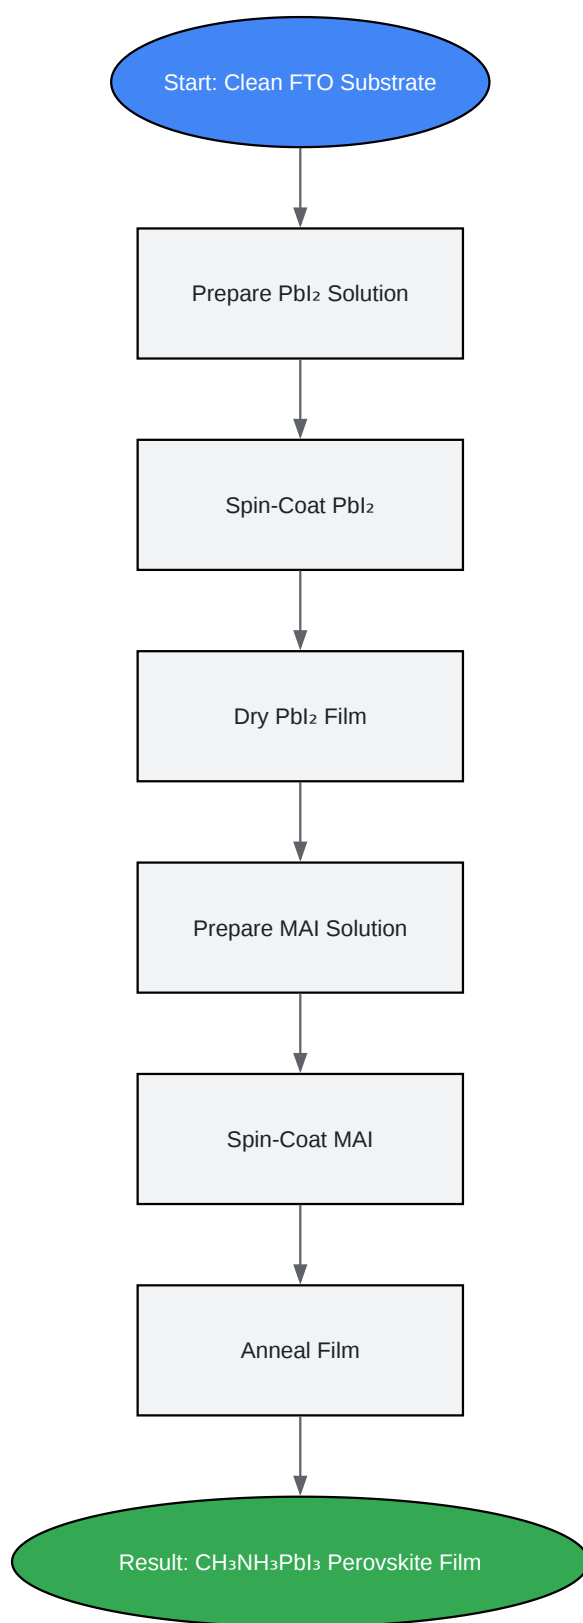 Start: Clean FTO Substrate
Prepare PbI₂ Solution
Spin-Coat PbI₂
Dry PbI₂ Film
Prepare MAI Solution
Spin-Coat MAI
Anneal Film
Result: CH₃NH₃PbI₃ Perovskite Film